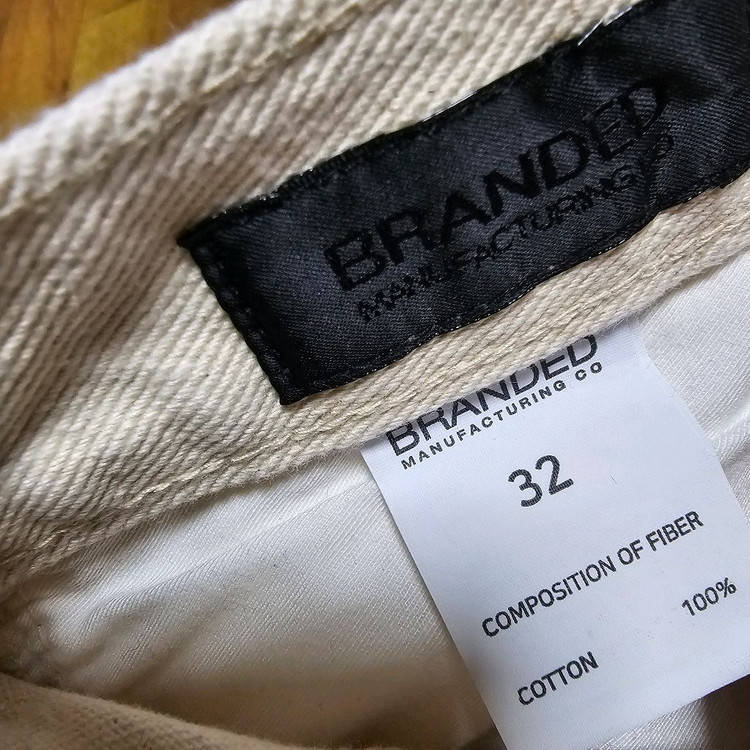 BRANDED
MANUFACTURING CO
BRANDED
MANUFACTURING CO
32
COMPOSITION OF FIBER
COTTON 100%